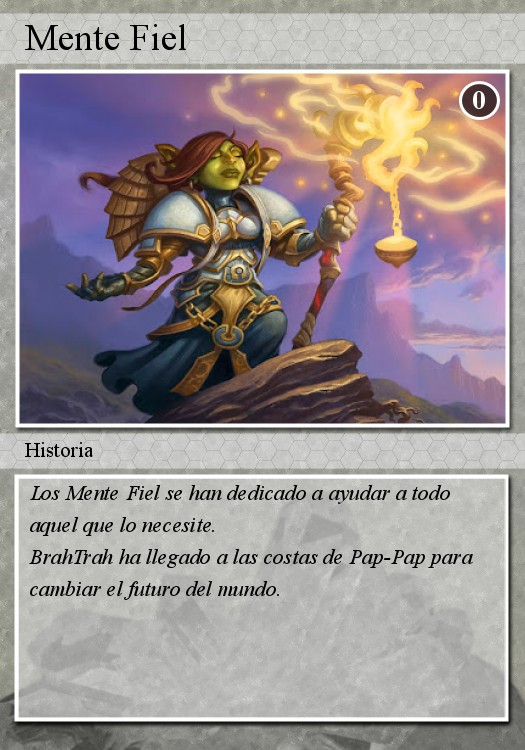 Mente Fiel
0
Historia
Los Mente Fiel se han dedicado a ayudar a todo
aquel que lo necesite.
BrahTrah ha llegado a las costas de Pap-Pap para
cambiar el futuro del mundo.